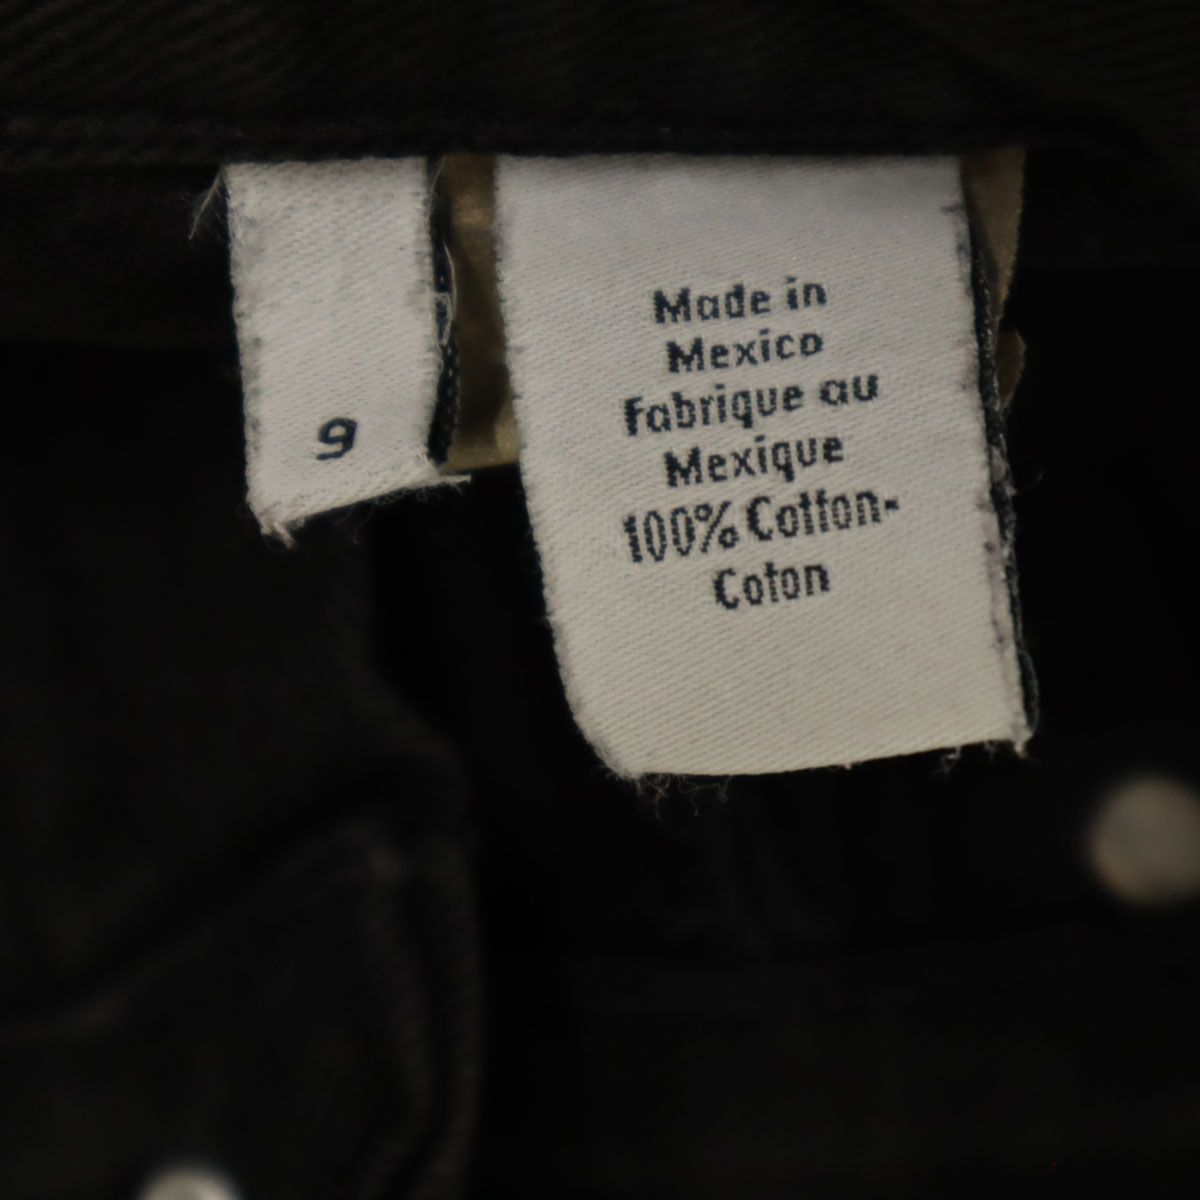 9
Made in
Mexico
Fabrique au
Mexique
100% Cotton-
Coton